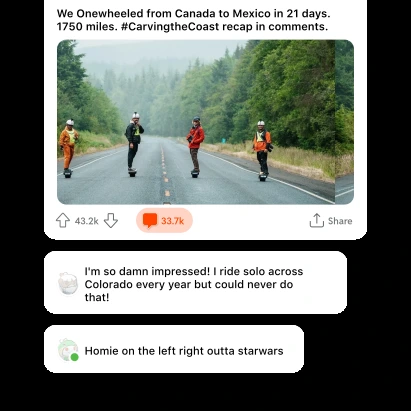 We Onewheeled from Canada to Mexico in 21 days.
1750 miles. #CarvingtheCoast recap in comments.
43.2k
33.7k
Share
I'm so damn impressed! I ride solo across
Colorado every year but could never do
that!
Homie on the left right outta starwars